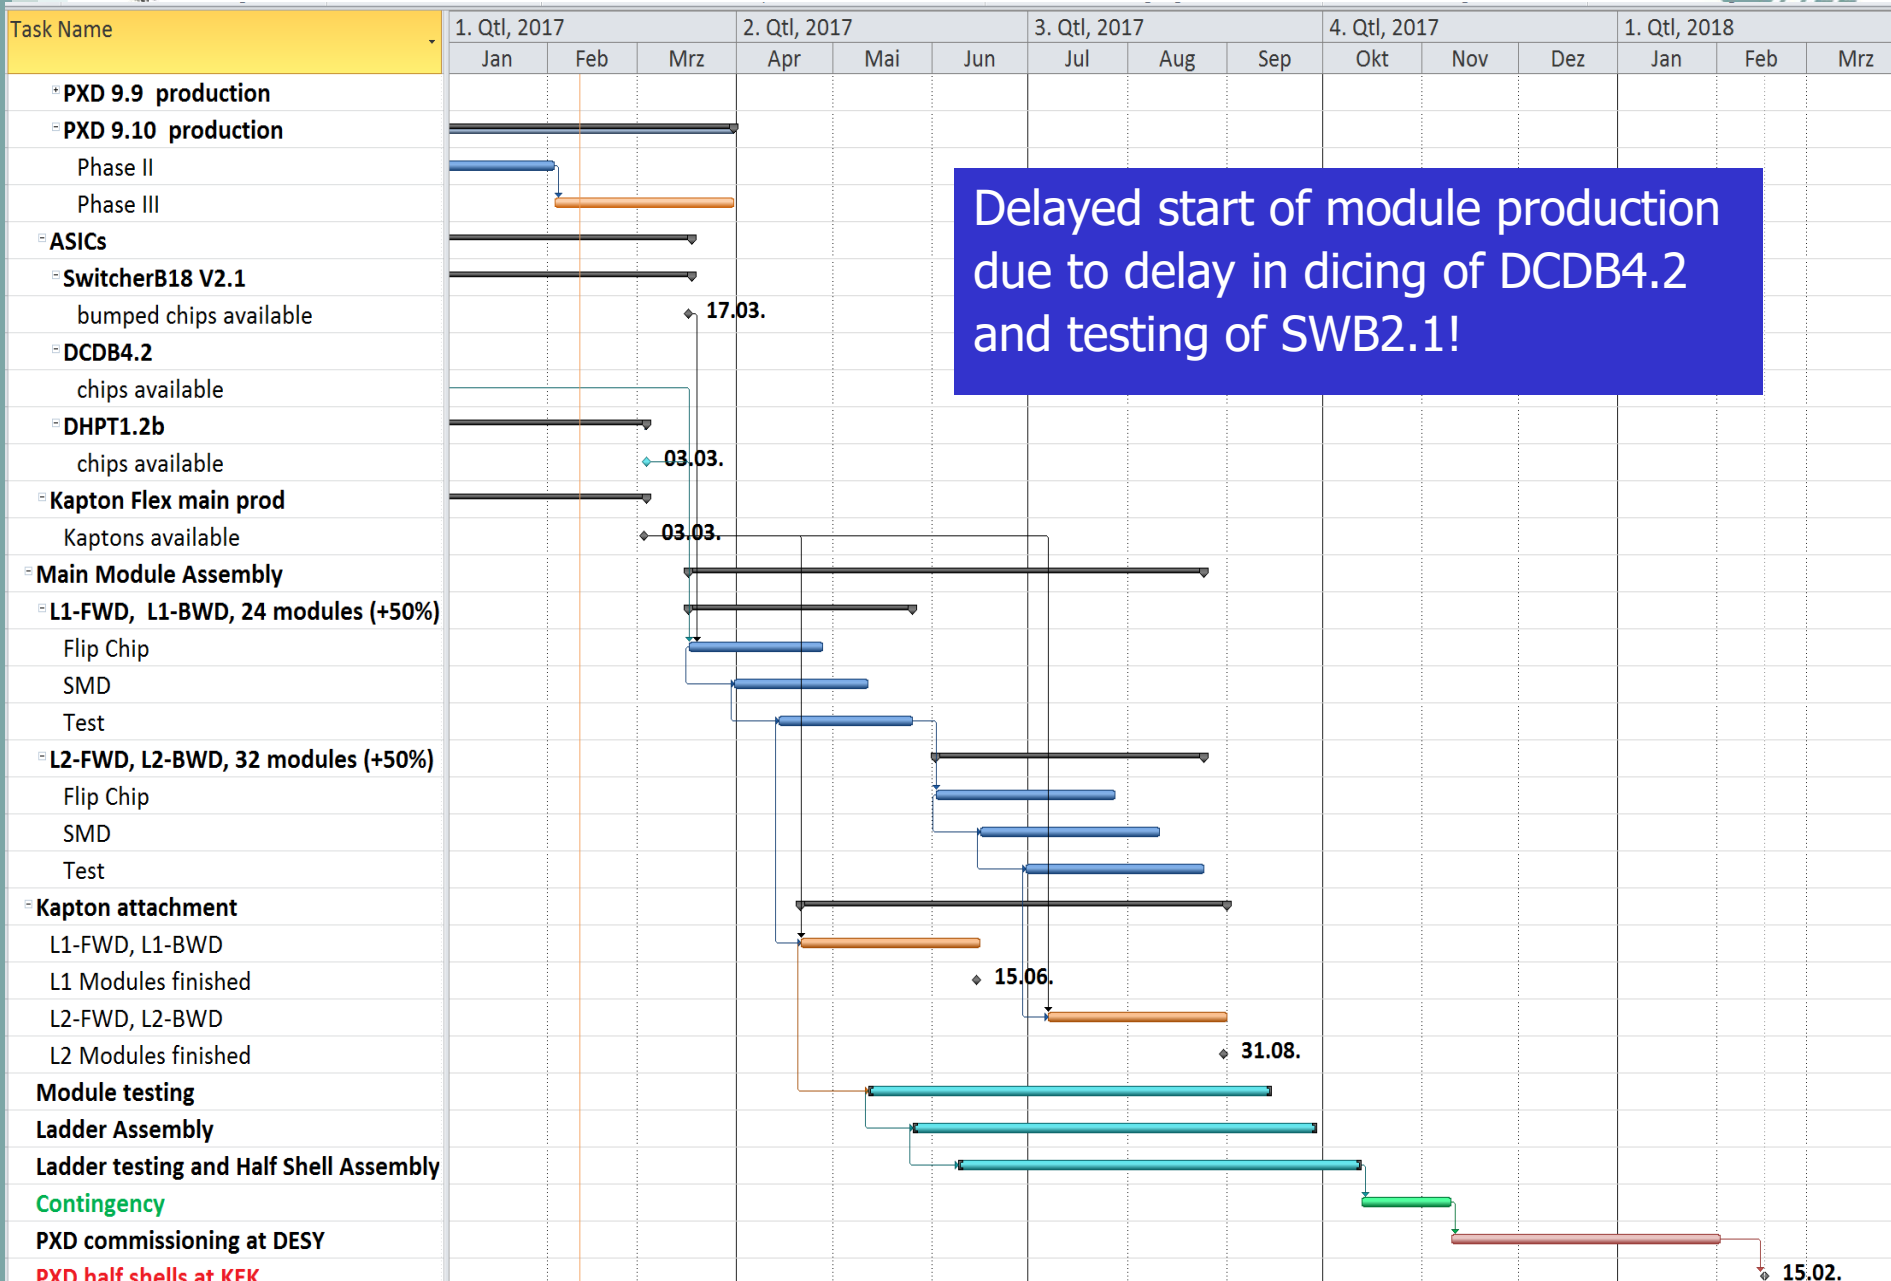 Task Name
1. Qtl, 2017 2. Qtl, 2017 3. Qtl, 2017 4. Qtl, 2017 1. Qtl, 2018
Jan Feb Mrz Apr Mai Jun Jul Aug Sep Okt Nov Dez Jan Feb Mrz
PXD 9.9 production
PXD 9.10 production
Phase II
Phase III
ASICs
SwitcherB18 V2.1
bumped chips available 17.03.
DCDB4.2
chips available
DHPT1.2b
chips available 03.03.
Kapton Flex main prod
Kaptons available 03.03.
Main Module Assembly
L1-FWD, L1-BWD, 24 modules (+50%)
Flip Chip
SMD
Test
L2-FWD, L2-BWD, 32 modules (+50%)
Flip Chip
SMD
Test
Kapton attachment
L1-FWD, L1-BWD
L1 Modules finished 15.06.
L2-FWD, L2-BWD
L2 Modules finished 31.08.
Module testing
Ladder Assembly
Ladder testing and Half Shell Assembly
Contingency
PXD commissioning at DESY
PXD half shells at KEK 15.02.
Delayed start of module production
due to delay in dicing of DCDB4.2
and testing of SWB2.1!